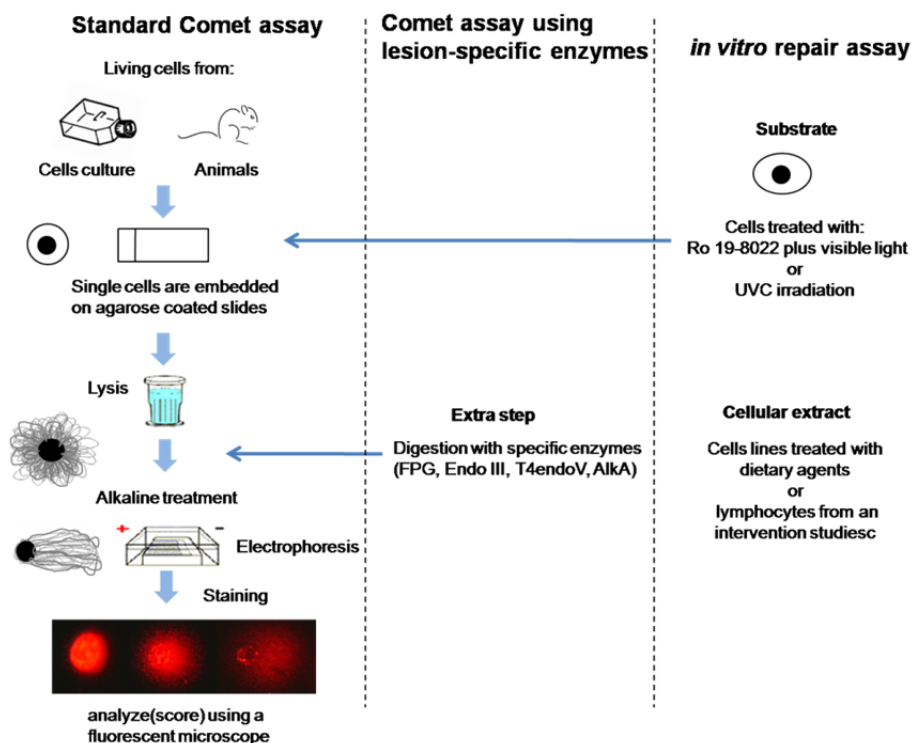 Standard Comet assay
Living cells from:
Cells culture
Animals
Single cells are embedded
on agarose coated slides
Lysis
Alkaline treatment
+
-
Electrophoresis
Staining
analyze(score) using a
fluorescent microscope
Comet assay using
lesion-specific enzymes
Extra step
Digestion with specific enzymes
(FPG, Endo III, T4endoV, AlkA)
in vitro repair assay
Substrate
Cells treated with:
Ro 19-8022 plus visible light
or
UVC irradiation
Cellular extract
Cells lines treated with
dietary agents
or
lymphocytes from an
intervention studiesc